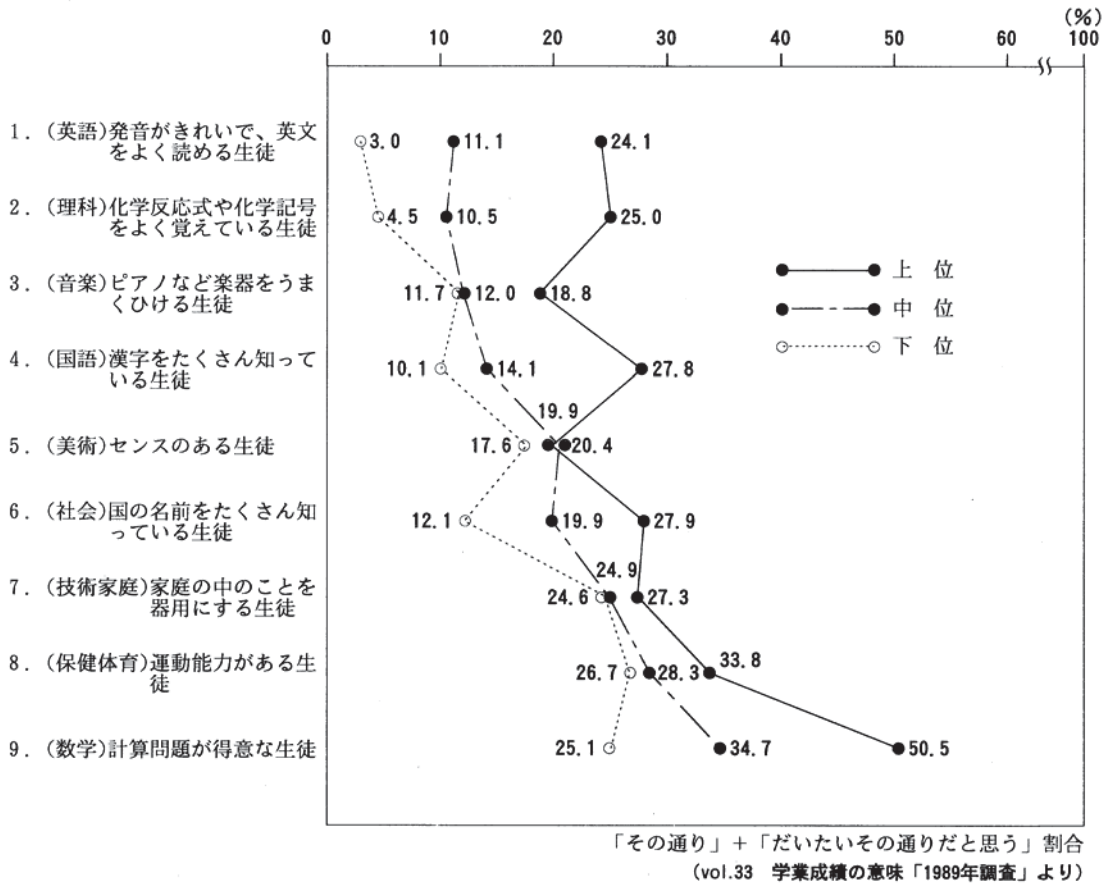 (%)
0 10 20 30 40 50 60 100
1．(英語)発音がきれいで、英文
をよく読める生徒
3.0 11.1 24.1
2．(理科)化学反応式や化学記号
をよく覚えている生徒
4.5 10.5 25.0
3．(音楽)ピアノなど楽器をうま
くひける生徒
11.7 12.0 18.8
上 位
中 位
下 位
4．(国語)漢字をたくさん知って
いる生徒
10.1 14.1 27.8
19.9
5．(美術)センスのある生徒
17.6 20.4
6．(社会)国の名前をたくさん知
っている生徒
12.1 19.9 27.9
24.9
7．(技術家庭)家庭の中のことを
器用にする生徒
24.6 27.3
33.8
8．(保健体育)運動能力がある生
徒
26.7 28.3
9．(数学)計算問題が得意な生徒
25.1 34.7 50.5
「その通り」＋「だいたいその通りだと思う」割合
(vol.33 学業成績の意味「1989年調査」より)